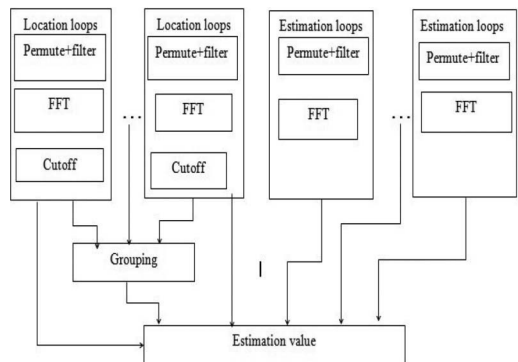 Location loops
Permute+filter
FFT
Cutoff
...
Location loops
Permute+filter
FFT
Cutoff
Estimation loops
Permute+filter
FFT
...
Estimation loops
Permute+filter
FFT
Grouping
Estimation value